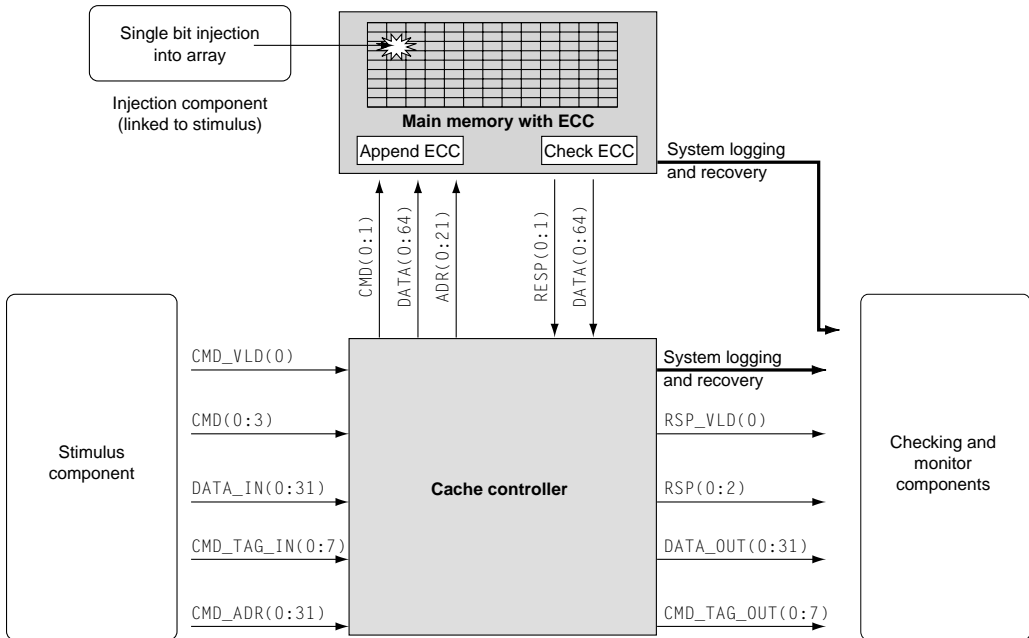 Single bit injection
into array
Injection component
(linked to stimulus)
Main memory with ECC
Append ECC
Check ECC
System logging
and recovery
CMD(0:1)
DATA(0:64)
ADR(0:21)
RESP(0:1)
DATA(0:64)
Stimulus
component
CMD_VLD(0)
CMD(0:3)
DATA_IN(0:31)
CMD_TAG_IN(0:7)
CMD_ADR(0:31)
Cache controller
System logging
and recovery
RSP_VLD(0)
RSP(0:2)
DATA_OUT(0:31)
CMD_TAG_OUT(0:7)
Checking and
monitor
components